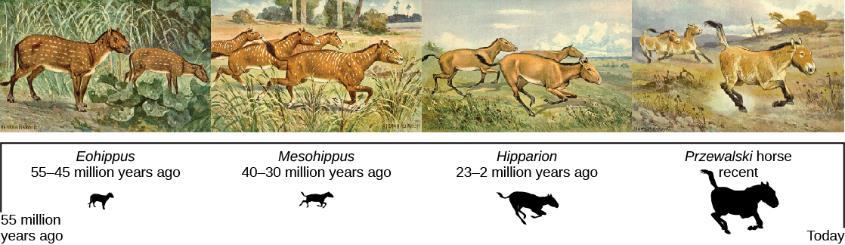 Eohippus
55–45 million years ago
Mesohippus
40–30 million years ago
Hipparion
23–2 million years ago
Przewalski horse
recent
55 million
years ago
Today